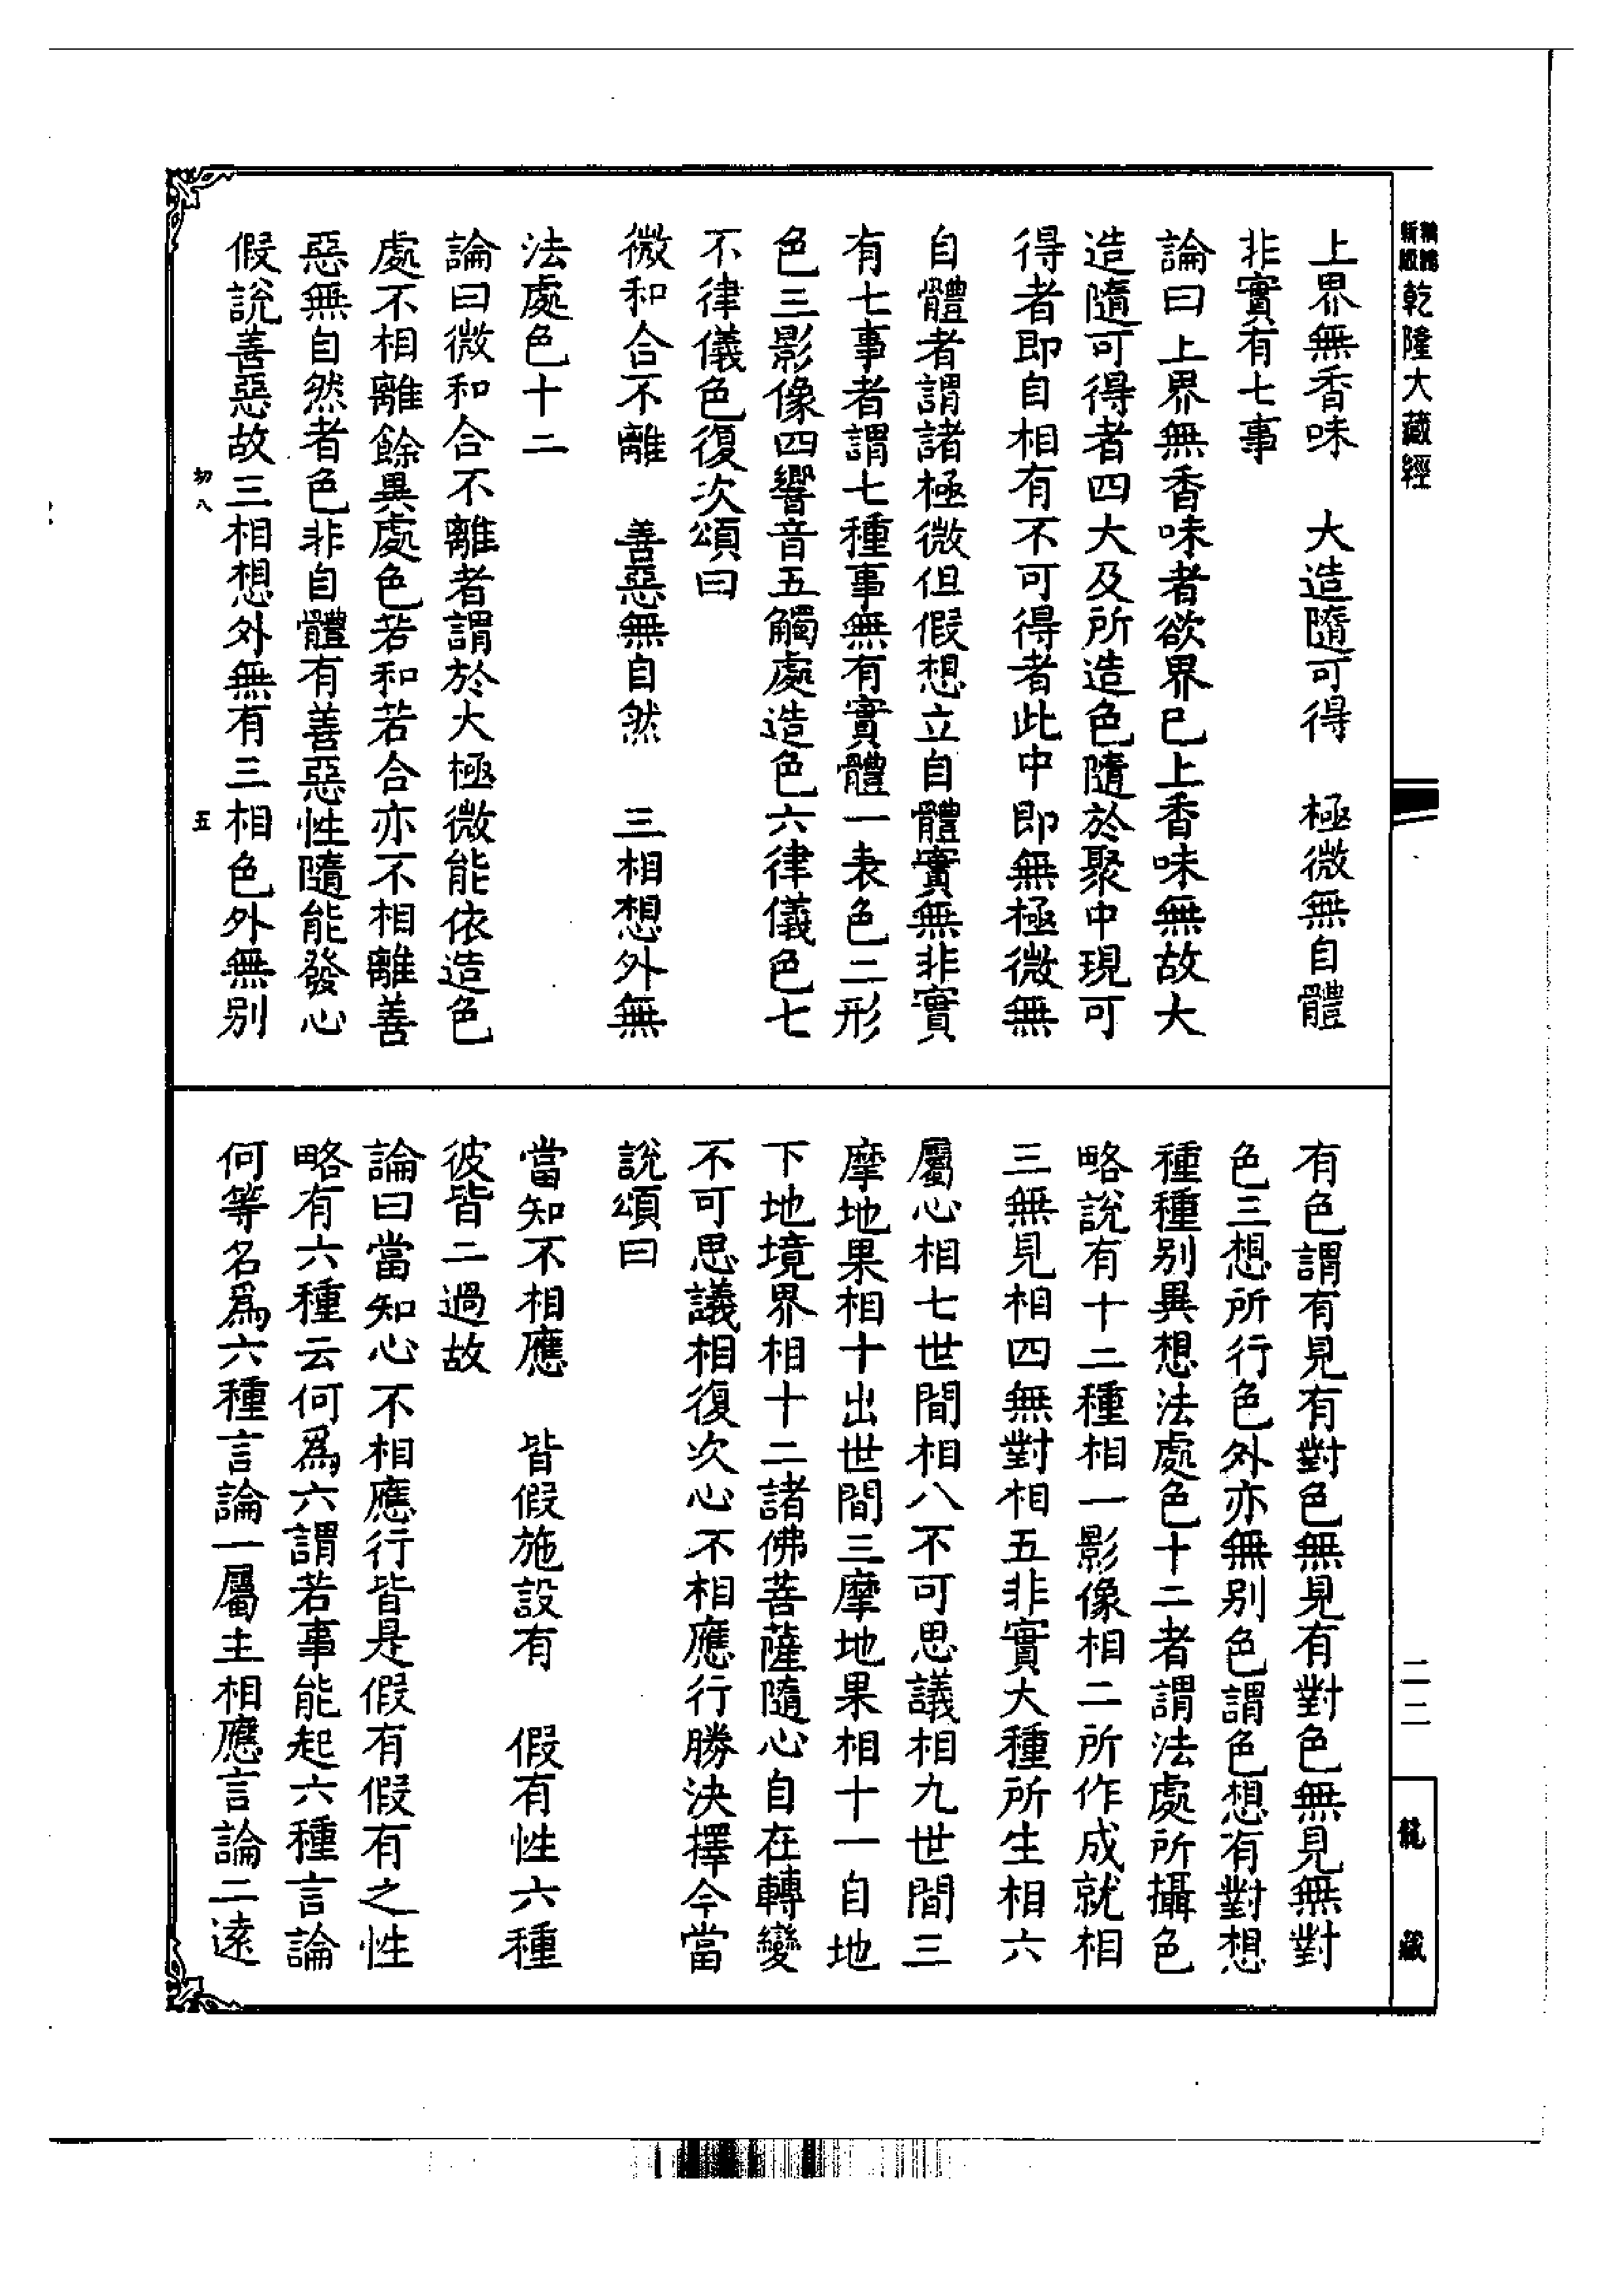 乾隆大藏經
二二
龍藏
上界無香味　大造隨可得　極微無自體
非實有七事
論曰上界無香味者欲界已上香味無故大
造隨可得者四大及所造色隨於聚中現可
得者即自相有不可得者此中即無極微無
自體者謂諸極微但假想立自體實無非實
有七事者謂七種事無有實體一表色二形
色三影像四響音五觸處造色六律儀色七
不律儀色復次頌曰
微和合不離　善惡無自然　三相想外無
法處色十二
論曰微和合不離者謂於大極微能依造色
處不相離餘異處色若和若合亦不相離善
惡無自然者色非自體有善惡性隨能發心
假說善惡故三相想外無有三相色外無別
五
有色謂有見有對色無見有對色無見無對
色三想所行色外亦無別色謂色想有對想
種種別異想法處色十二者謂法處所攝色
略說有十二種相一影像相二所作成就相
三無見相四無對相五非實大種所生相六
屬心相七世間相八不可思議相九世間三
摩地果相十出世間三摩地果相十一自地
下地境界相十二諸佛菩薩隨心自在轉變
不可思議相復次心不相應行勝決擇今當
說頌曰
當知不相應　皆假施設有　假有性六種
彼皆二過故
論曰當知心不相應行皆是假有假有之性
略有六種云何爲六謂若事能起六種言論
何等名爲六種言論一屬主相應言論二遠